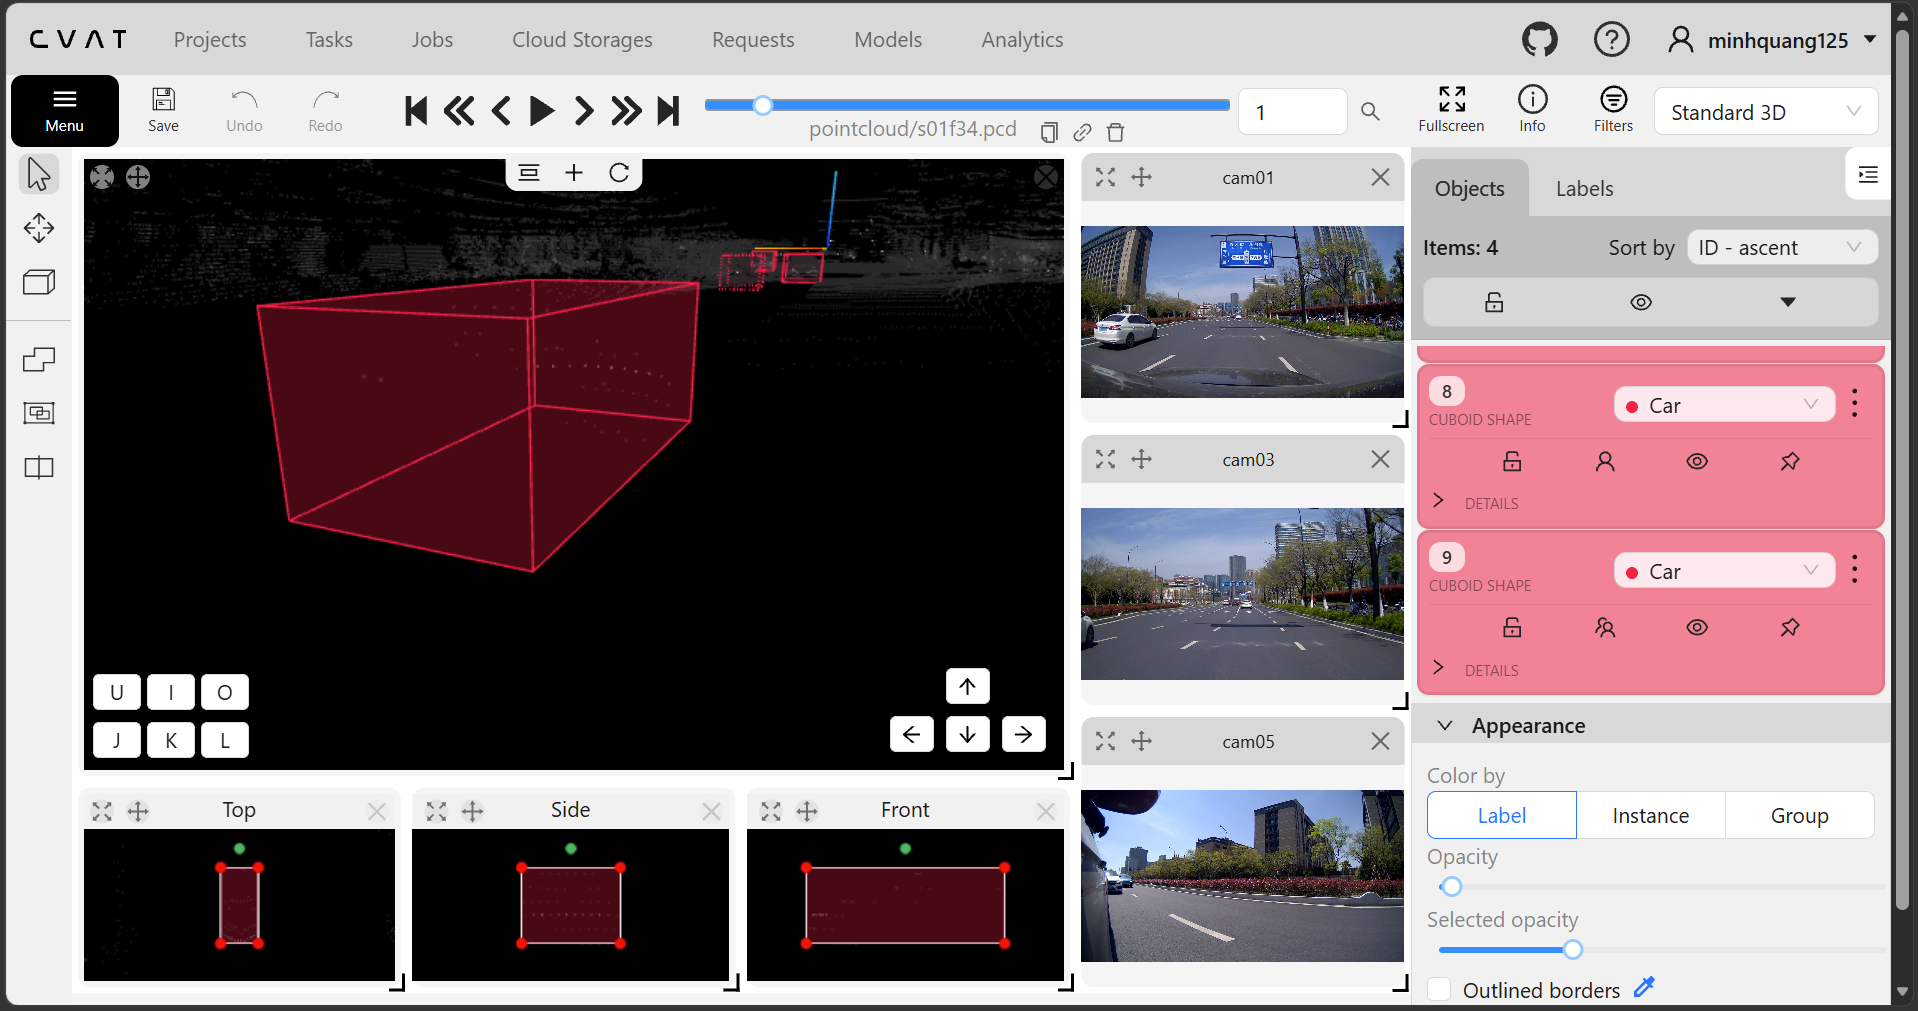 CVAT Projects Tasks Jobs Cloud Storages Requests Models Analytics minhquang125
Menu Save Undo Redo 1 Fullscreen Info Filters Standard 3D
pointcloud/s01f34.pcd
cam01
cam03
cam05
U I O
J K L
Top Side Front
Objects Labels
Items: 4 Sort by ID - ascent
8 Car
CUBOID SHAPE
DETAILS
9 Car
CUBOID SHAPE
DETAILS
Appearance
Color by
Label Instance Group
Opacity
Selected opacity
Outlined borders